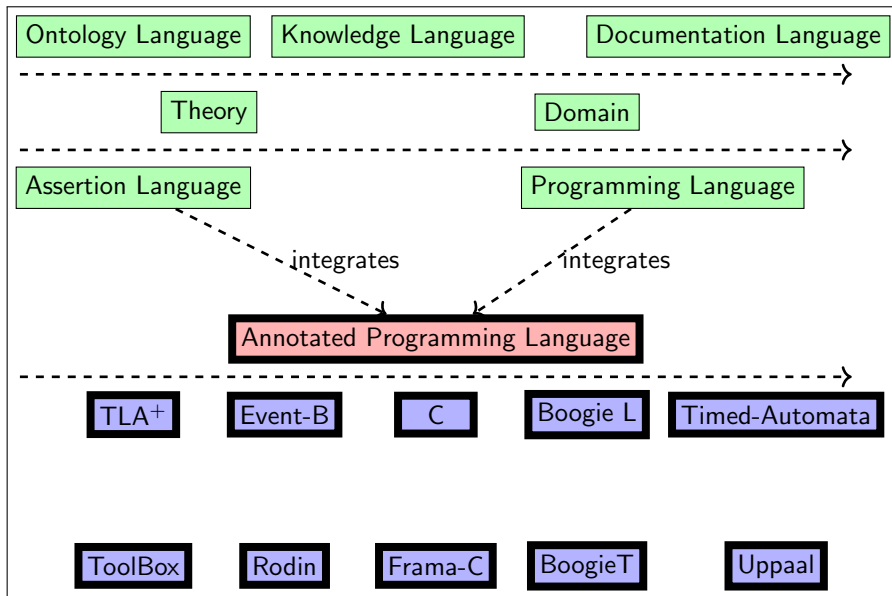 Ontology Language Knowledge Language Documentation Language
Theory Domain
Assertion Language Programming Language
integrates integrates
Annotated Programming Language
TLA+ Event-B C Boogie L Timed-Automata
ToolBox Rodin Frama-C BoogieT Uppaal